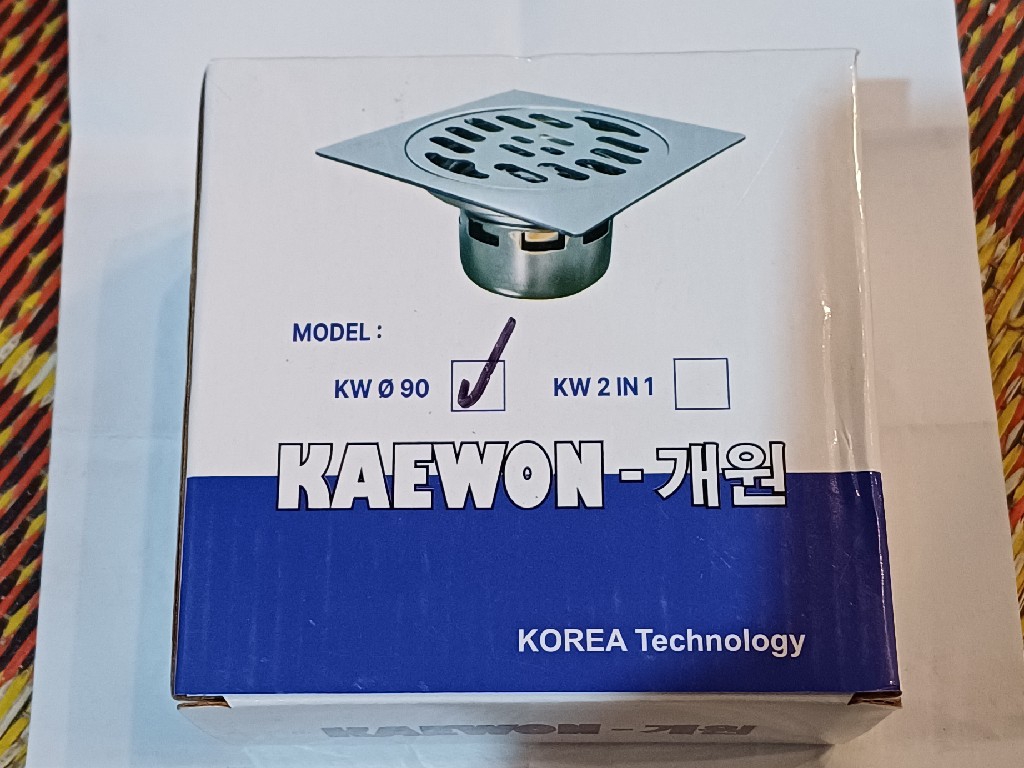 MODEL :
KW Ø 90 KW 2 IN 1
KAEWON - 개원
KOREA Technology
KAEWON - 개원